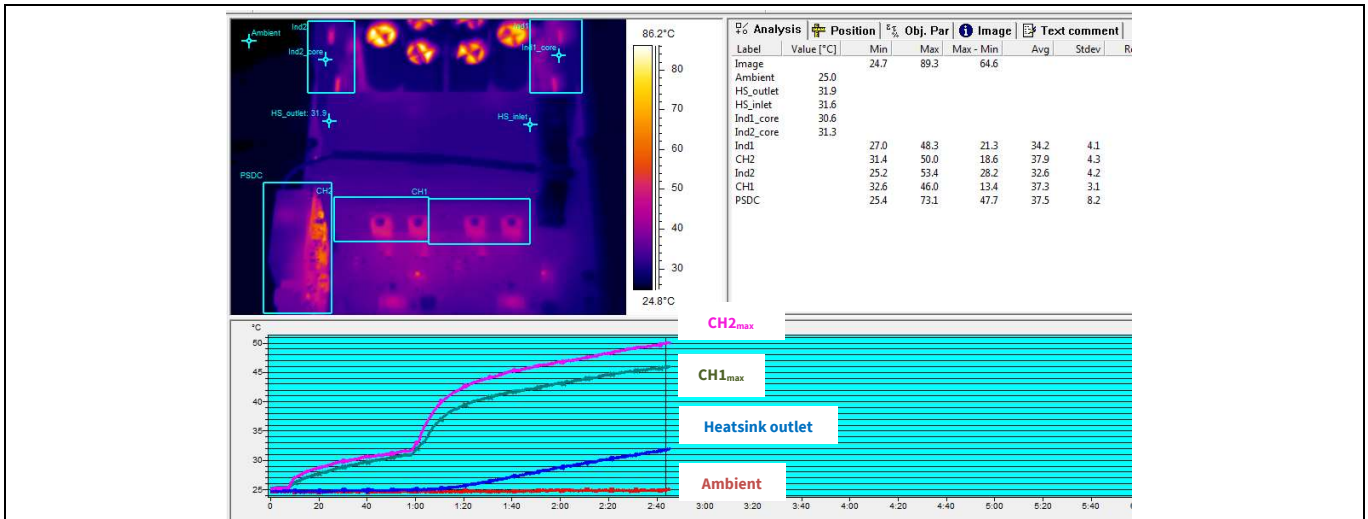 Analysis Position Obj. Par Image Text comment
Label Value [°C] Min Max Max - Min Avg Stdev
Image 24.7 89.3 64.6
Ambient 25.0
HS_outlet 31.9
HS_inlet 31.6
Ind1_core 30.6
Ind2_core 31.3
Ind1 27.0 48.3 21.3 34.2 4.1
CH2 31.4 50.0 18.6 37.9 4.3
Ind2 25.2 53.4 28.2 32.6 4.2
CH1 32.6 46.0 13.4 37.3 3.1
PSDC 25.4 73.1 47.7 37.5 8.2
Ambient
Ind2
Ind1
Ind2_core
Ind1_core
HS_outlet: 31.9
HS_inlet
PSDC
CH2
CH1
86.2°C
80
70
60
50
40
30
24.8°C
°C
50
45
40
35
30
25
CH2max
CH1max
Heatsink outlet
Ambient
0 20 40 1:00 1:20 1:40 2:00 2:20 2:40 3:00 3:20 3:40 4:00 4:20 4:40 5:00 5:20 5:40